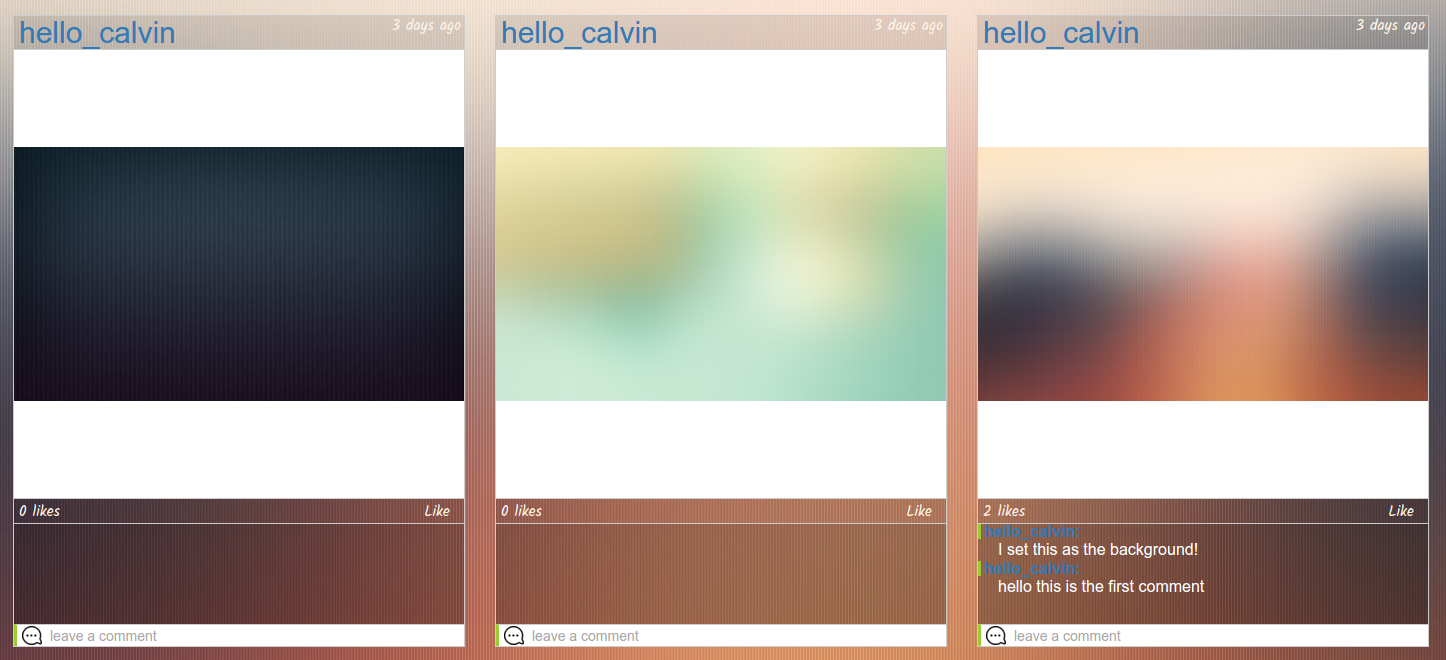 hello_calvin 3 days ago
0 likes Like
leave a comment
hello_calvin 3 days ago
0 likes Like
leave a comment
hello_calvin 3 days ago
2 likes Like
hello_calvin:
I set this as the background!
hello_calvin:
hello this is the first comment
leave a comment